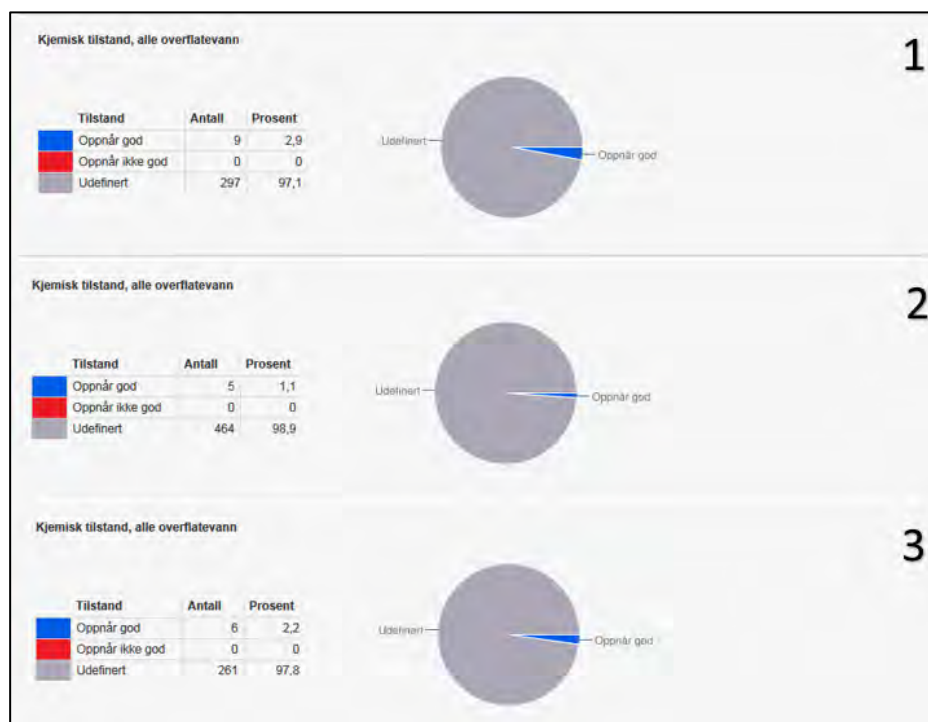 Kjemisk tilstand, alle overflatevann
1
Tilstand Antall Prosent
Oppnår god 9 2,9
Oppnår ikke god 0 0
Udefinert 297 97,1
Udefinert
Oppnår god
Kjemisk tilstand, alle overflatevann
2
Tilstand Antall Prosent
Oppnår god 5 1,1
Oppnår ikke god 0 0
Udefinert 464 98,9
Udefinert
Oppnår god
Kjemisk tilstand, alle overflatevann
3
Tilstand Antall Prosent
Oppnår god 6 2,2
Oppnår ikke god 0 0
Udefinert 261 97,8
Udefinert
Oppnår god